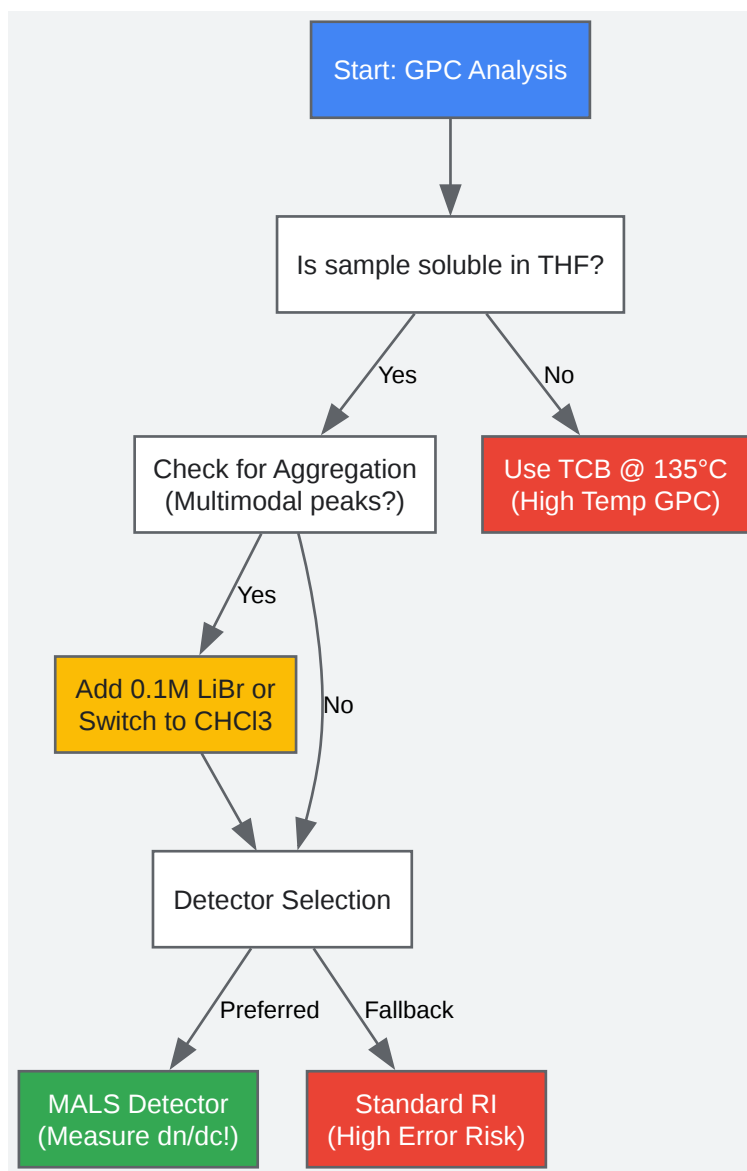 Start: GPC Analysis
Is sample soluble in THF?
Yes
No
Check for Aggregation
(Multimodal peaks?)
Use TCB @ 135°C
(High Temp GPC)
Yes
No
Add 0.1M LiBr or
Switch to CHCl3
Detector Selection
Preferred
Fallback
MALS Detector
(Measure dn/dc!)
Standard RI
(High Error Risk)